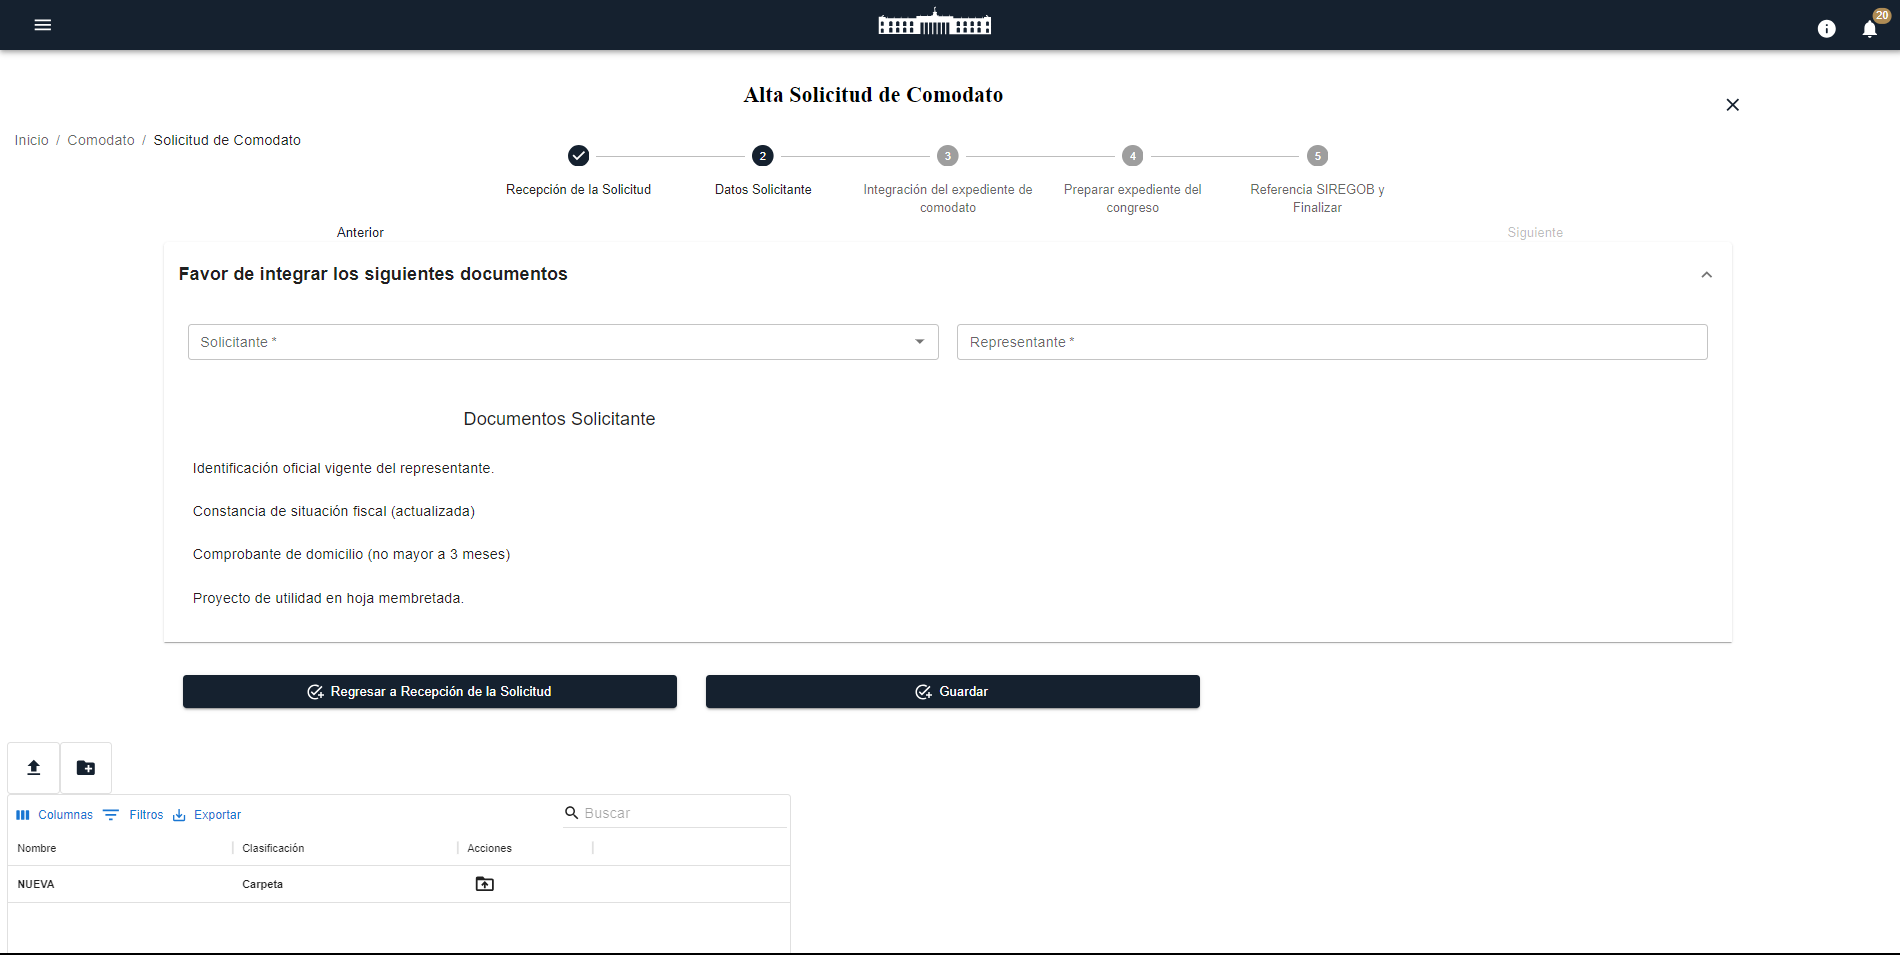 20
Alta Solicitud de Comodato
Inicio / Comodato / Solicitud de Comodato
2 3 4 5
Recepción de la Solicitud
Datos Solicitante
Integración del expediente de
comodato
Preparar expediente del
congreso
Referencia SIREGOB y
Finalizar
Anterior
Siguiente
Favor de integrar los siguientes documentos
Solicitante *
Representante *
Documentos Solicitante
Identificación oficial vigente del representante.
Constancia de situación fiscal (actualizada)
Comprobante de domicilio (no mayor a 3 meses)
Proyecto de utilidad en hoja membretada.
Regresar a Recepción de la Solicitud
Guardar
Columnas Filtros Exportar
Buscar
Nombre Clasificación Acciones
NUEVA Carpeta